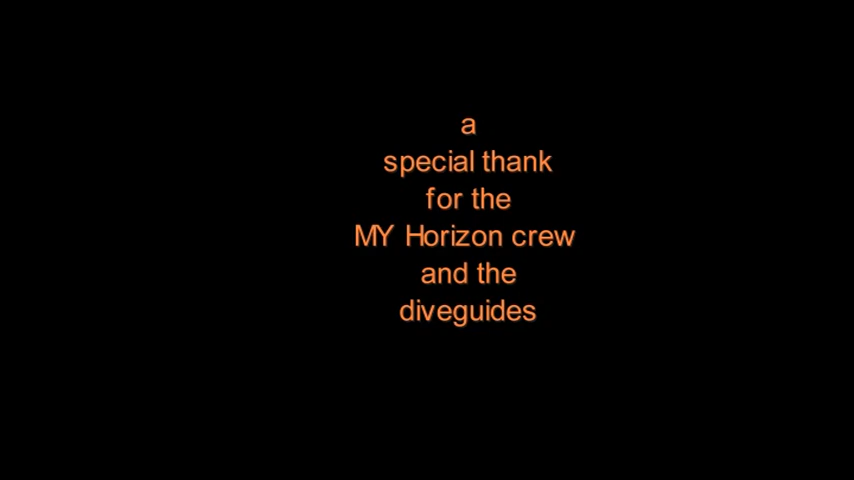 a
special thank
for the
MY Horizon crew
and the
diveguides